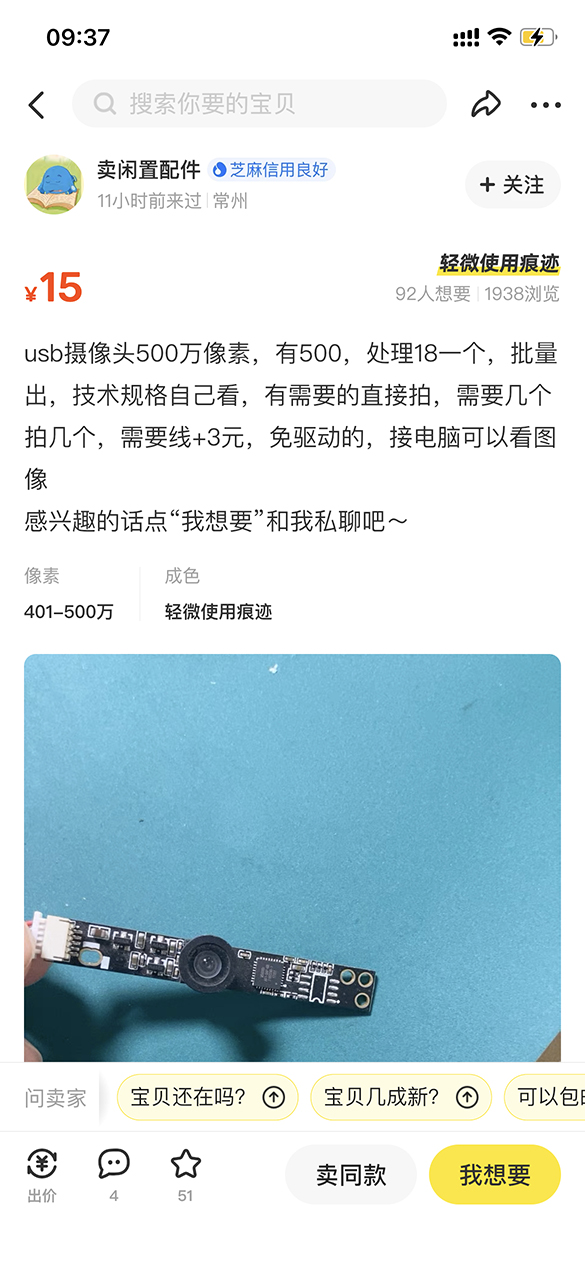 09:37
搜索你要的宝贝
卖闲置配件 芝麻信用良好
11小时前来过 常州
+ 关注
轻微使用痕迹
¥15
92人想要 1938浏览
usb摄像头500万像素，有500，处理18一个，批量
出，技术规格自己看，有需要的直接拍，需要几个
拍几个，需要线+3元，免驱动的，接电脑可以看图
像
感兴趣的话点“我想要”和我私聊吧～
像素 成色
401-500万 轻微使用痕迹
问卖家 宝贝还在吗？ 宝贝几成新？ 可以包
出价 4 51 卖同款 我想要